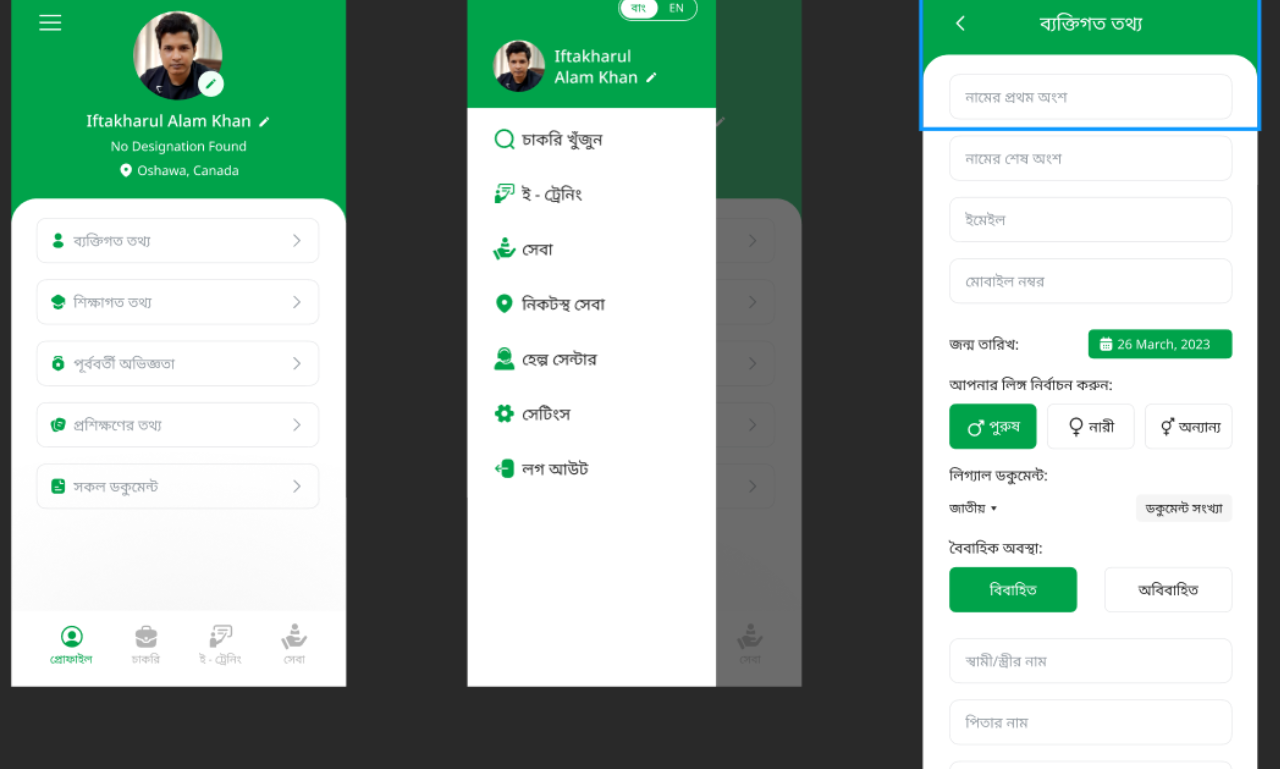 Iftakharul Alam Khan
No Designation Found
Oshawa, Canada
ব্যক্তিগত তথ্য
শিক্ষাগত তথ্য
পূর্ববর্তী অভিজ্ঞতা
প্রশিক্ষণের তথ্য
সকল ডকুমেন্ট
প্রোফাইল চাকরি ই - ট্রেনিং সেবা
বাং EN
Iftakharul
Alam Khan
চাকরি খুঁজুন
ই - ট্রেনিং
সেবা
নিকটস্থ সেবা
হেল্প সেন্টার
সেটিংস
লগ আউট
সেবা
ব্যক্তিগত তথ্য
নামের প্রথম অংশ
নামের শেষ অংশ
ইমেইল
মোবাইল নম্বর
জন্ম তারিখ: 26 March, 2023
আপনার লিঙ্গ নির্বাচন করুন:
পুরুষ নারী অন্যান্য
লিগ্যাল ডকুমেন্ট:
জাতীয় ডকুমেন্ট সংখ্যা
বৈবাহিক অবস্থা:
বিবাহিত অবিবাহিত
স্বামী/স্ত্রীর নাম
পিতার নাম